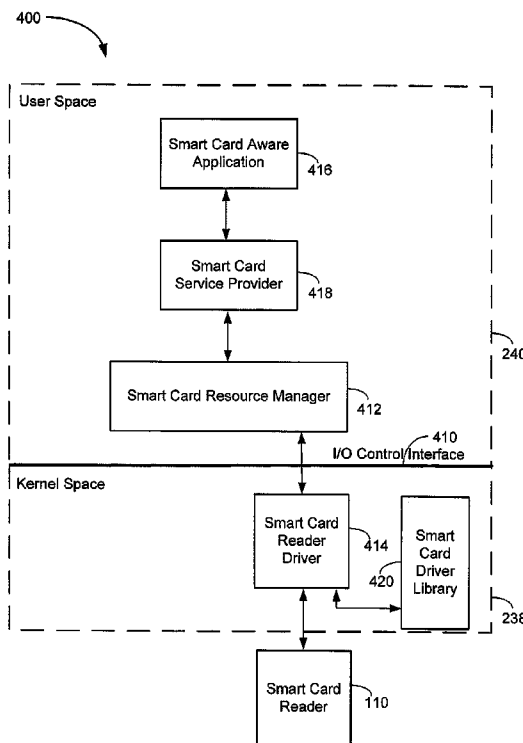 400
User Space
Smart Card Aware
Application
416
Smart Card
Service Provider
418
240
Smart Card Resource Manager
412
410
I/O Control Interface
Kernel Space
Smart Card
Reader
Driver
414
420
Smart
Card
Driver
Library
238
Smart Card
Reader
110